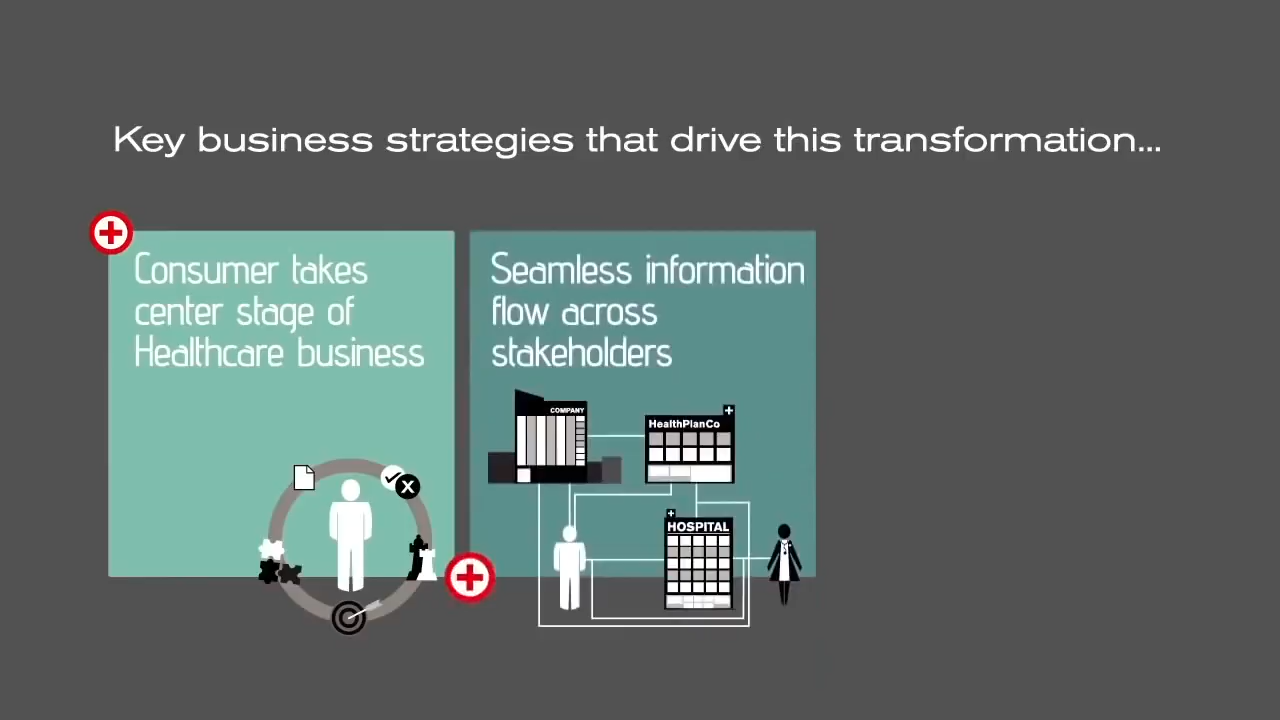 Key business strategies that drive this transformation...
Consumer takes
center stage of
Healthcare business
Seamless information
flow across
stakeholders
COMPANY
HealthPlanCo
HOSPITAL